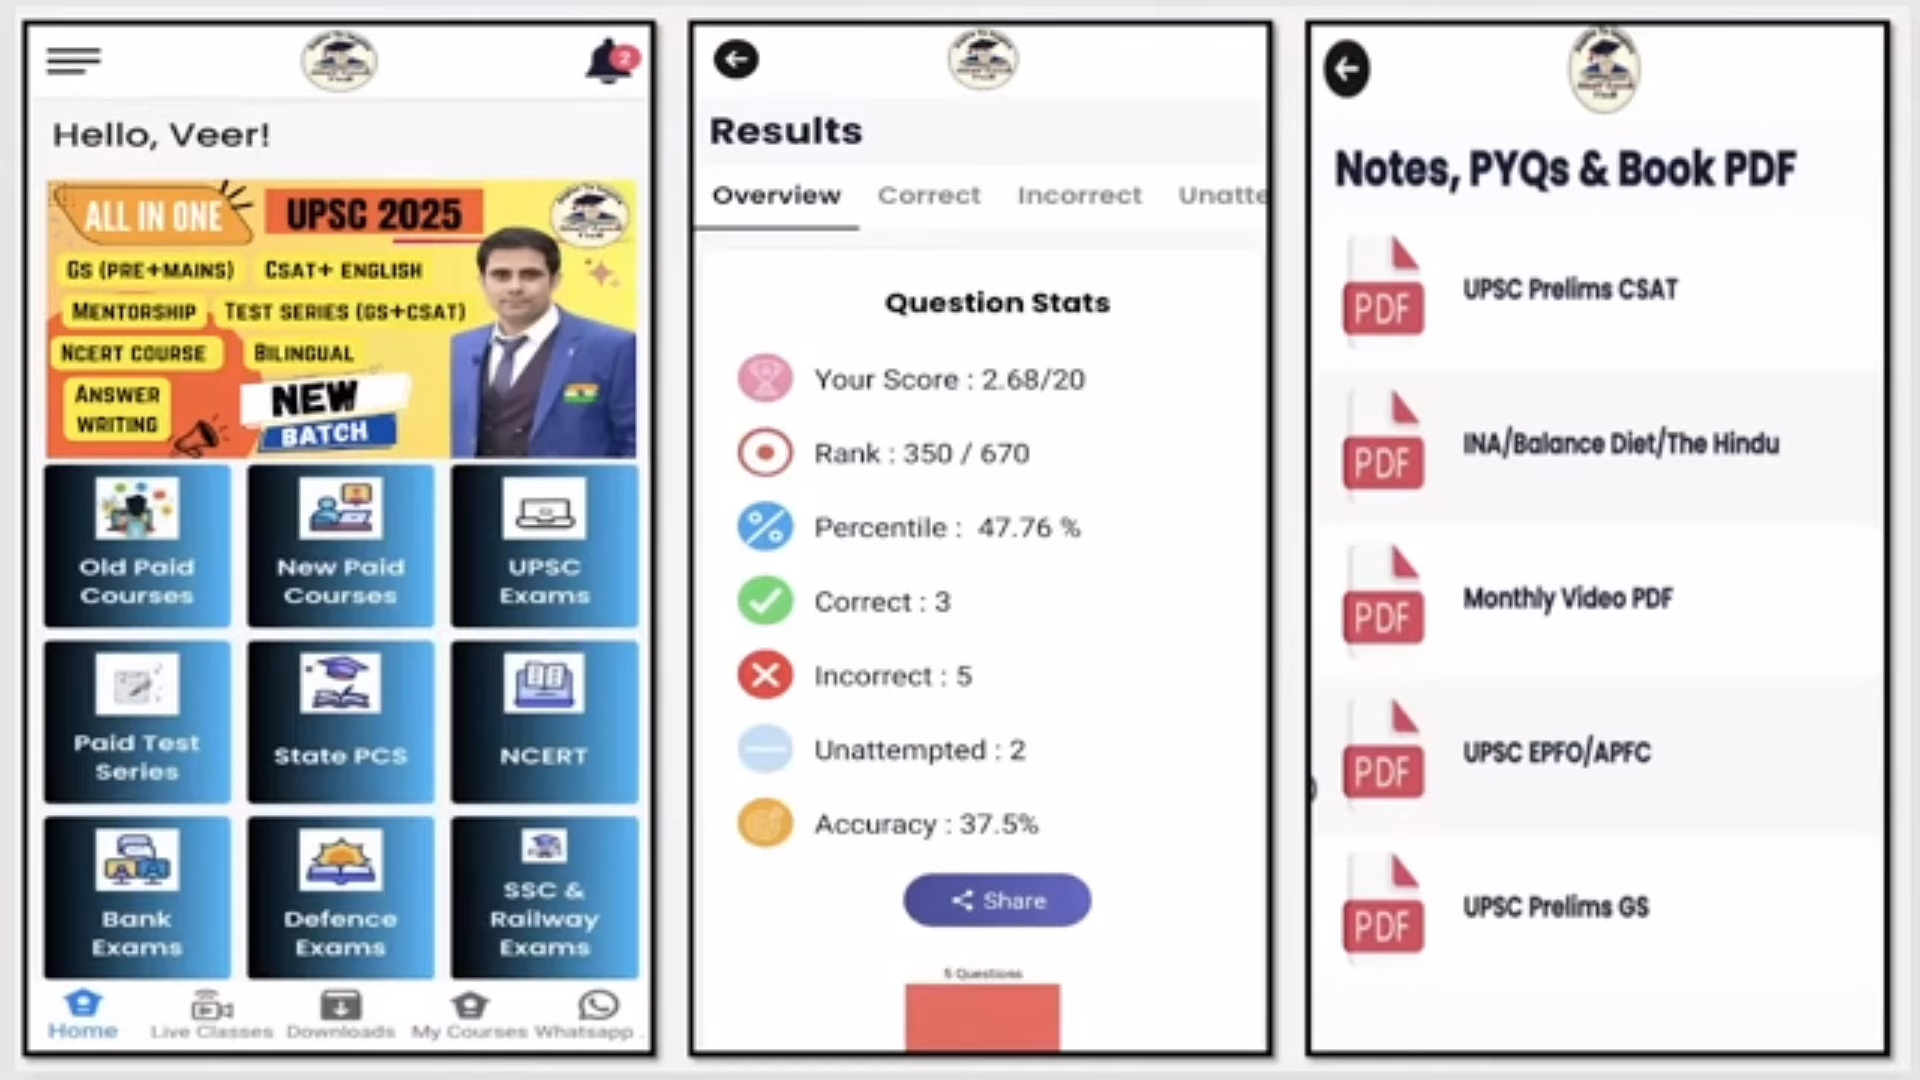 2
Hello, Veer!
ALL IN ONE
UPSC 2025
GS (PRE+MAINS)
CSAT+ ENGLISH
MENTORSHIP
TEST SERIES (GS+CSAT)
NCERT COURSE
BILINGUAL
ANSWER
WRITING
NEW
BATCH
Old Paid
Courses
New Paid
Courses
UPSC
Exams
Paid Test
Series
State PCS
NCERT
Bank
Exams
Defence
Exams
SSC &
Railway
Exams
Home
Live Classes
Downloads
My Courses
Whatsapp
Results
Overview
Correct
Incorrect
Unatte
Question Stats
Your Score : 2.68/20
Rank : 350 / 670
Percentile : 47.76 %
Correct : 3
Incorrect : 5
Unattempted : 2
Accuracy : 37.5%
Share
5 Questions
Notes, PYQs & Book PDF
PDF
UPSC Prelims CSAT
PDF
INA/Balance Diet/The Hindu
PDF
Monthly Video PDF
PDF
UPSC EPFO/APFC
PDF
UPSC Prelims GS